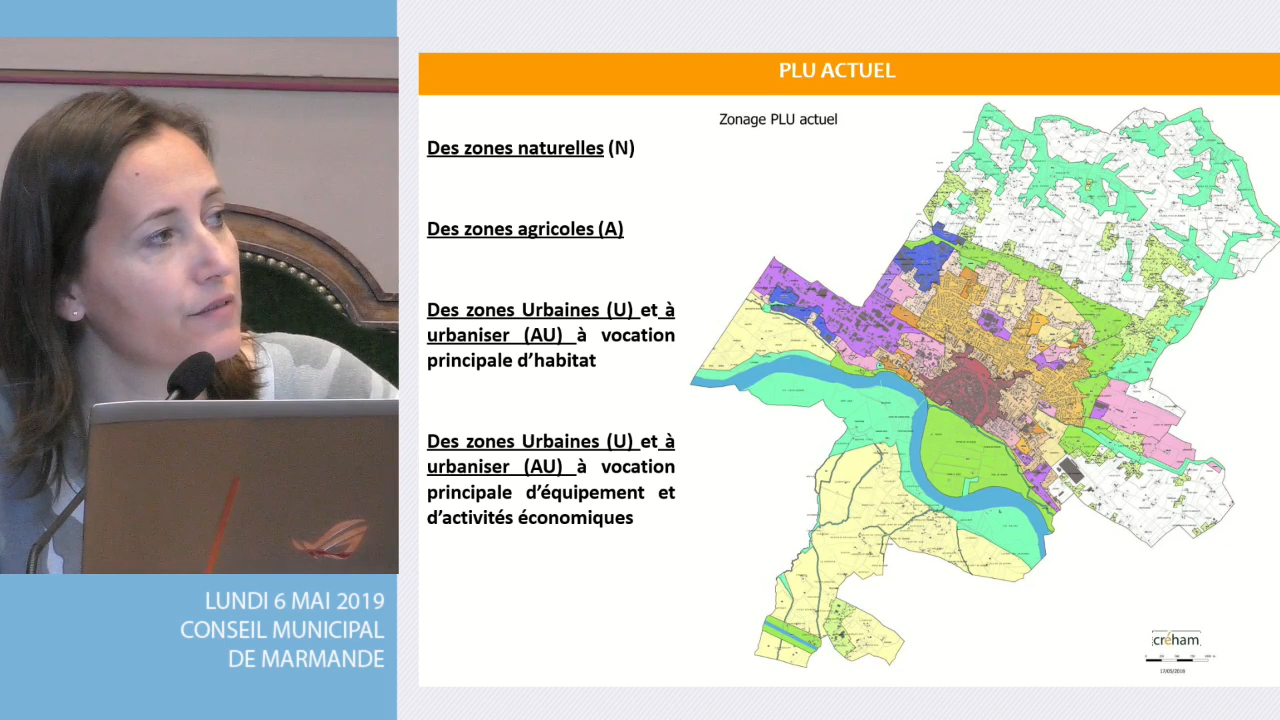 PLU ACTUEL
Zonage PLU actuel
Des zones naturelles (N)
Des zones agricoles (A)
Des zones Urbaines (U) et à
urbaniser (AU) à vocation
principale d'habitat
Des zones Urbaines (U) et à
urbaniser (AU) à vocation
principale d'équipement et
d'activités économiques
créham
LUNDI 6 MAI 2019
CONSEIL MUNICIPAL
DE MARMANDE